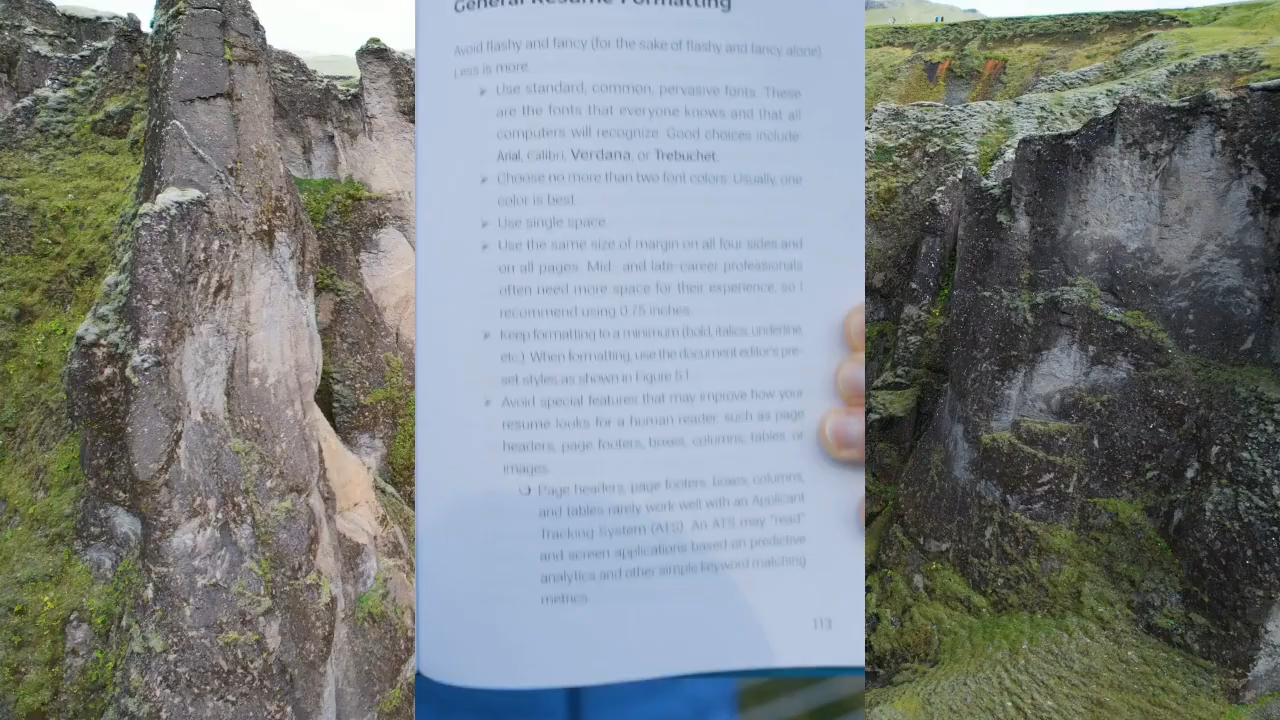 General Resume Formatting
Avoid flashy and fancy (for the sake of flashy and fancy alone).
Less is more.
➢ Use standard, common, pervasive fonts. These
are the fonts that everyone knows and that all
computers will recognize. Good choices include
Arial, Calibri, Verdana, or Trebuchet.
➢ Choose no more than two font colors. Usually, one
color is best.
➢ Use single space.
➢ Use the same size of margin on all four sides and
on all pages. Mid- and late-career professionals
often need more space for their experience, so I
recommend using 0.75 inches.
➢ Keep formatting to a minimum (bold, italics, underline,
etc.). When formatting, use the document editor's pre-
set styles as shown in Figure 5.1.
➢ Avoid special features that may improve how your
resume looks for a human reader, such as page
headers, page footers, boxes, columns, tables, or
images.
❍ Page headers, page footers, boxes, columns,
and tables rarely work well with an Applicant
Tracking System (ATS). An ATS may "read"
and screen applications based on predictive
analytics and other simple keyword matching
metrics.
113